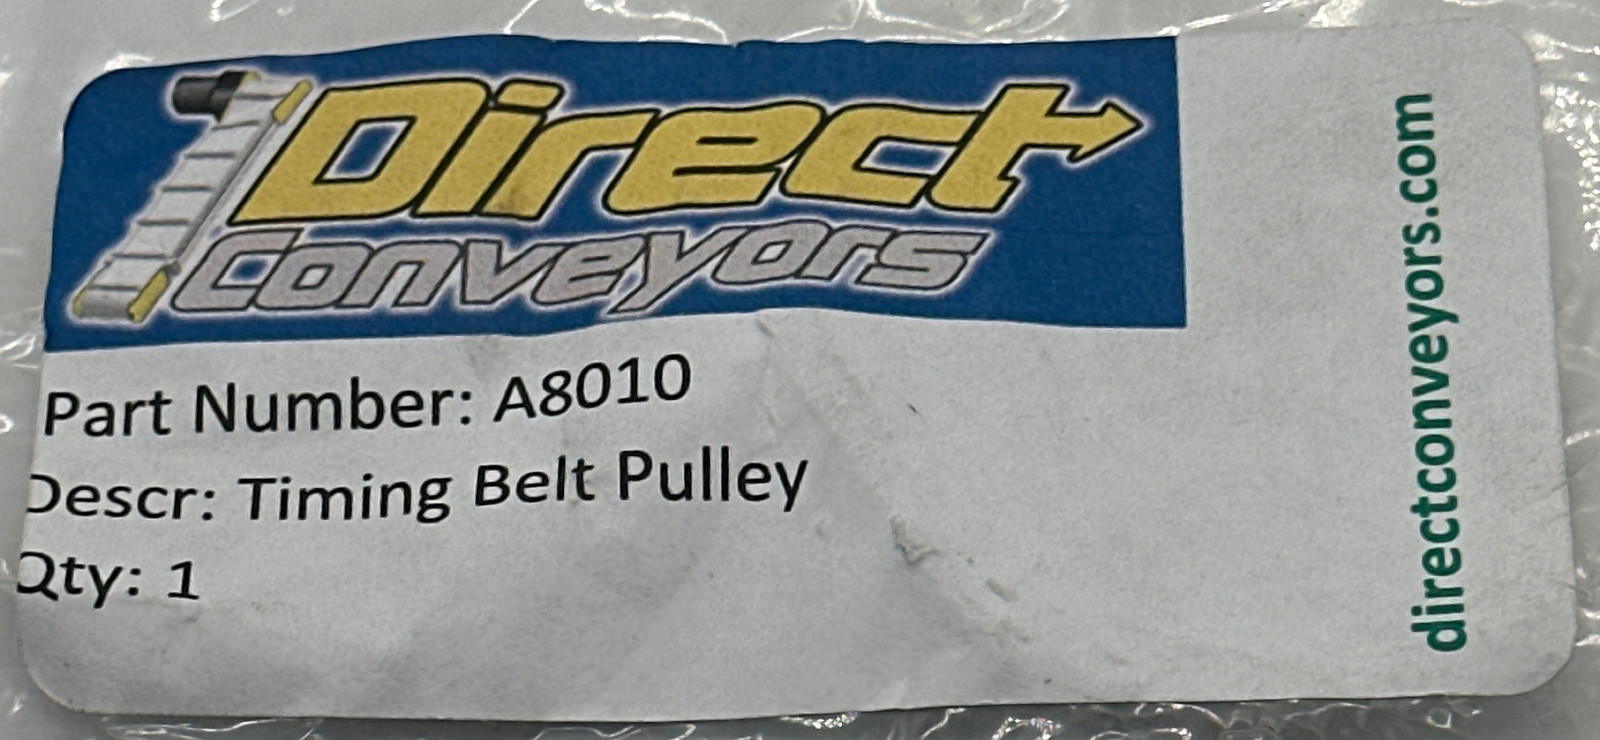 Direct
Conveyors
Part Number: A8010
Descr: Timing Belt Pulley
Qty: 1
directconveyors.com